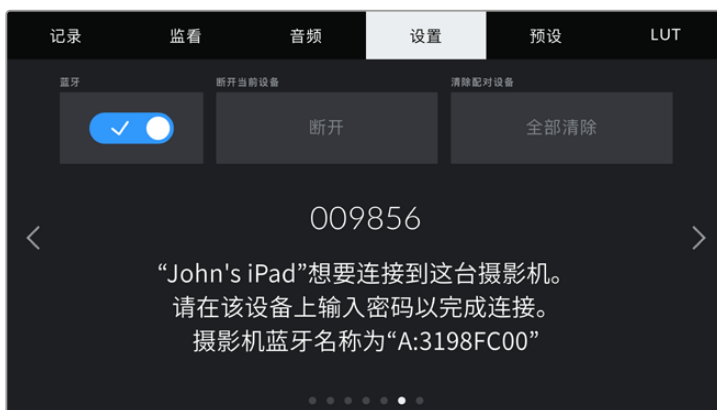 记录 监看 音频 设置 预设 LUT
蓝牙 断开当前设备 清除配对设备
断开 全部清除
009856
“John's iPad”想要连接到这台摄影机。
请在该设备上输入密码以完成连接。
摄影机蓝牙名称为“A:3198FC00”